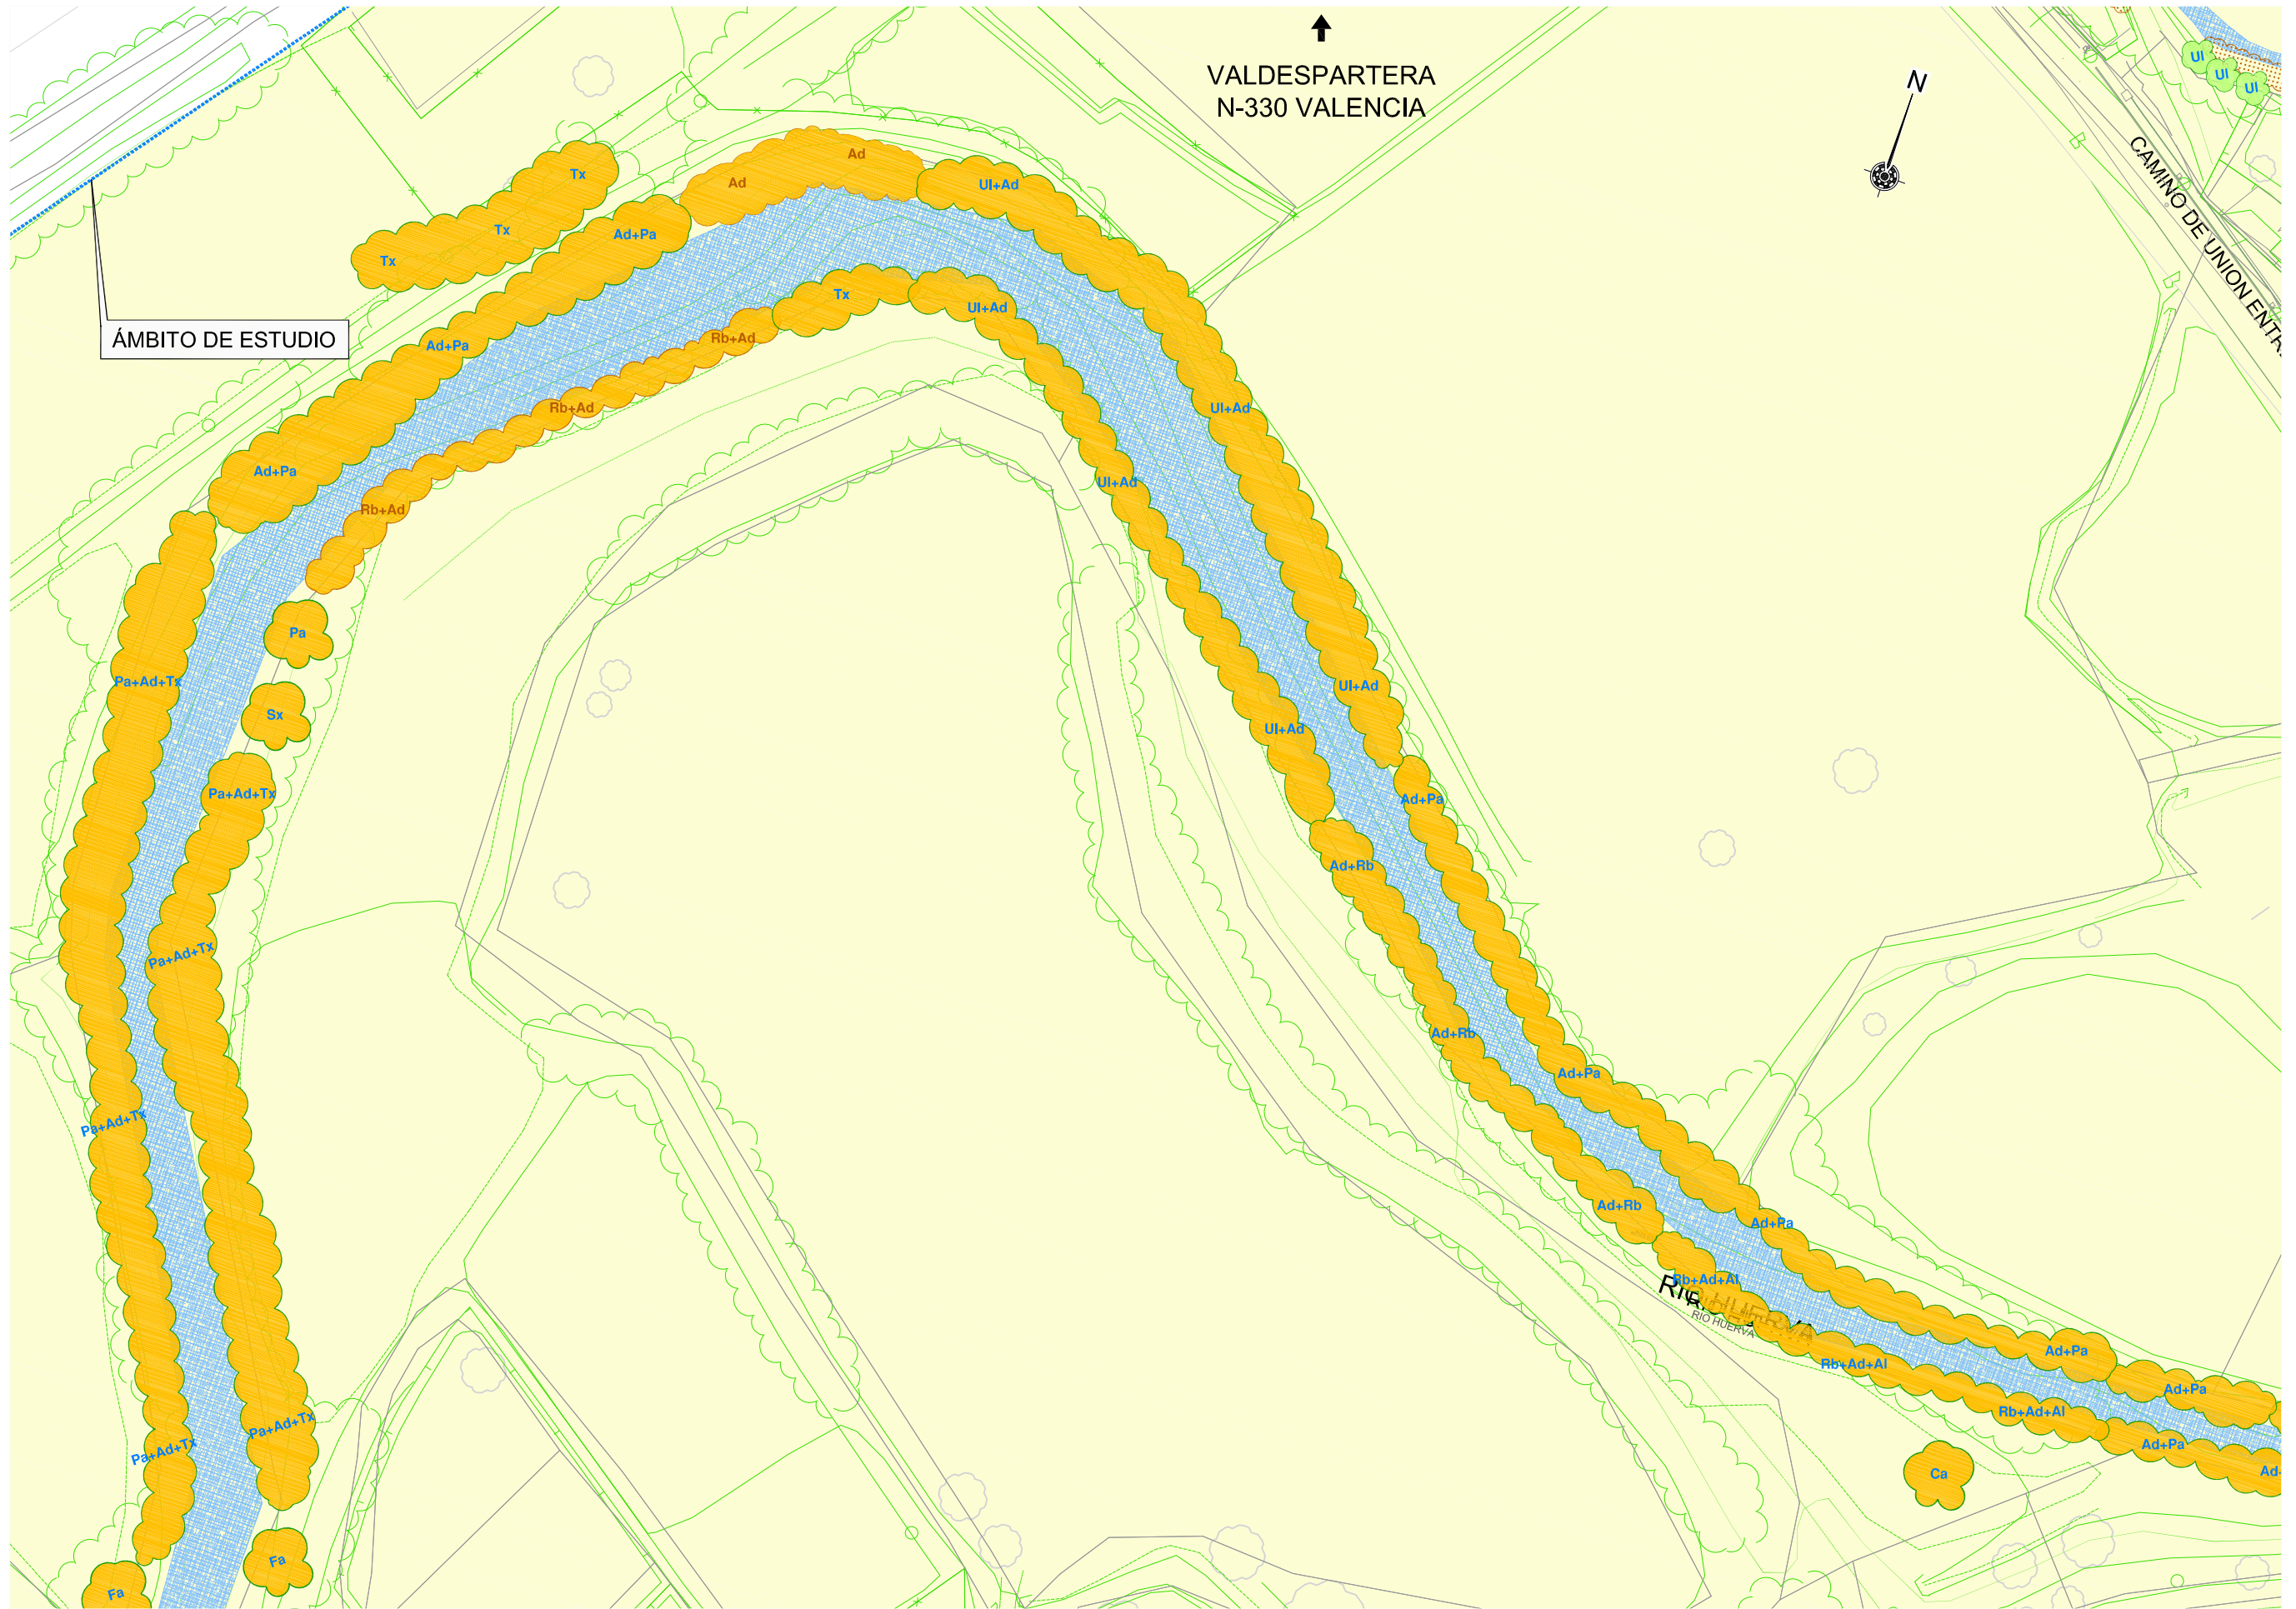 VALDESPARTERA
N-330 VALENCIA
N
Ul
Ul
Ul
CAMINO DE UNION ENTR
ÁMBITO DE ESTUDIO
Tx
Tx
Tx
Ad
Ad
Ul+Ad
Ad+Pa
Ad+Pa
Ad+Pa
Tx
Ul+Ad
Rb+Ad
Rb+Ad
Rb+Ad
Ul+Ad
Ul+Ad
Ul+Ad
Ul+Ad
Pa
Sx
Pa+Ad+Tx
Pa+Ad+Tx
Pa+Ad+Tx
Pa+Ad+Tx
Pa+Ad+Tx
Pa+Ad+Tx
Fa
Fa
Ad+Pa
Ad+Rb
Ad+Rb
Ad+Pa
Ad+Rb
Ad+Pa
Rb+Ad+Al
RIO HUERVA
RIO HUERVA
Rb+Ad+Al
Ad+Pa
Ad+Pa
Rb+Ad+Al
Ad+Pa
Ad+
Ca